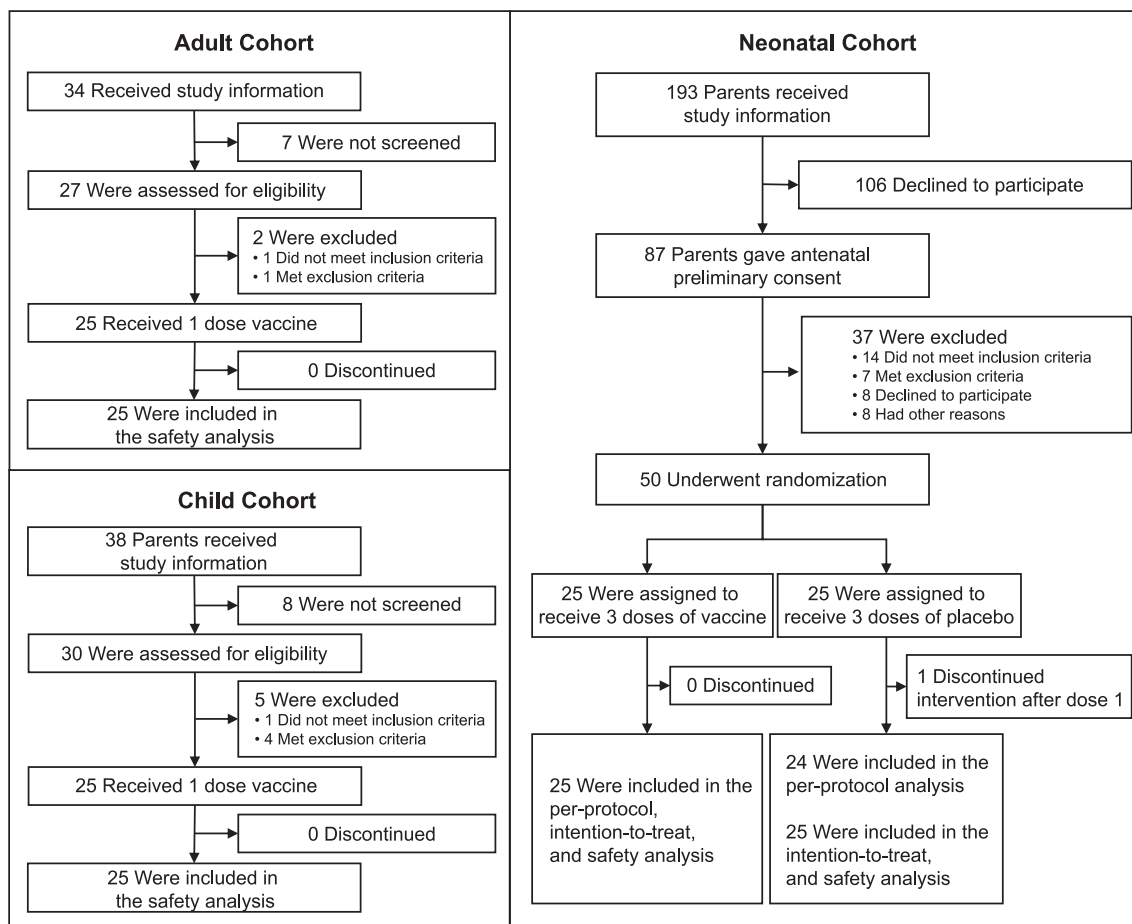 Adult Cohort
34 Received study information
7 Were not screened
27 Were assessed for eligibility
2 Were excluded
• 1 Did not meet inclusion criteria
• 1 Met exclusion criteria
25 Received 1 dose vaccine
0 Discontinued
25 Were included in
the safety analysis
Child Cohort
38 Parents received
study information
8 Were not screened
30 Were assessed for eligibility
5 Were excluded
• 1 Did not meet inclusion criteria
• 4 Met exclusion criteria
25 Received 1 dose vaccine
0 Discontinued
25 Were included in
the safety analysis
Neonatal Cohort
193 Parents received
study information
106 Declined to participate
87 Parents gave antenatal
preliminary consent
37 Were excluded
• 14 Did not meet inclusion criteria
• 7 Met exclusion criteria
• 8 Declined to participate
• 8 Had other reasons
50 Underwent randomization
25 Were assigned to
receive 3 doses of vaccine
0 Discontinued
25 Were included in the
per-protocol,
intention-to-treat,
and safety analysis
25 Were assigned to
receive 3 doses of placebo
1 Discontinued
intervention after dose 1
24 Were included in the
per-protocol analysis
25 Were included in the
intention-to-treat,
and safety analysis